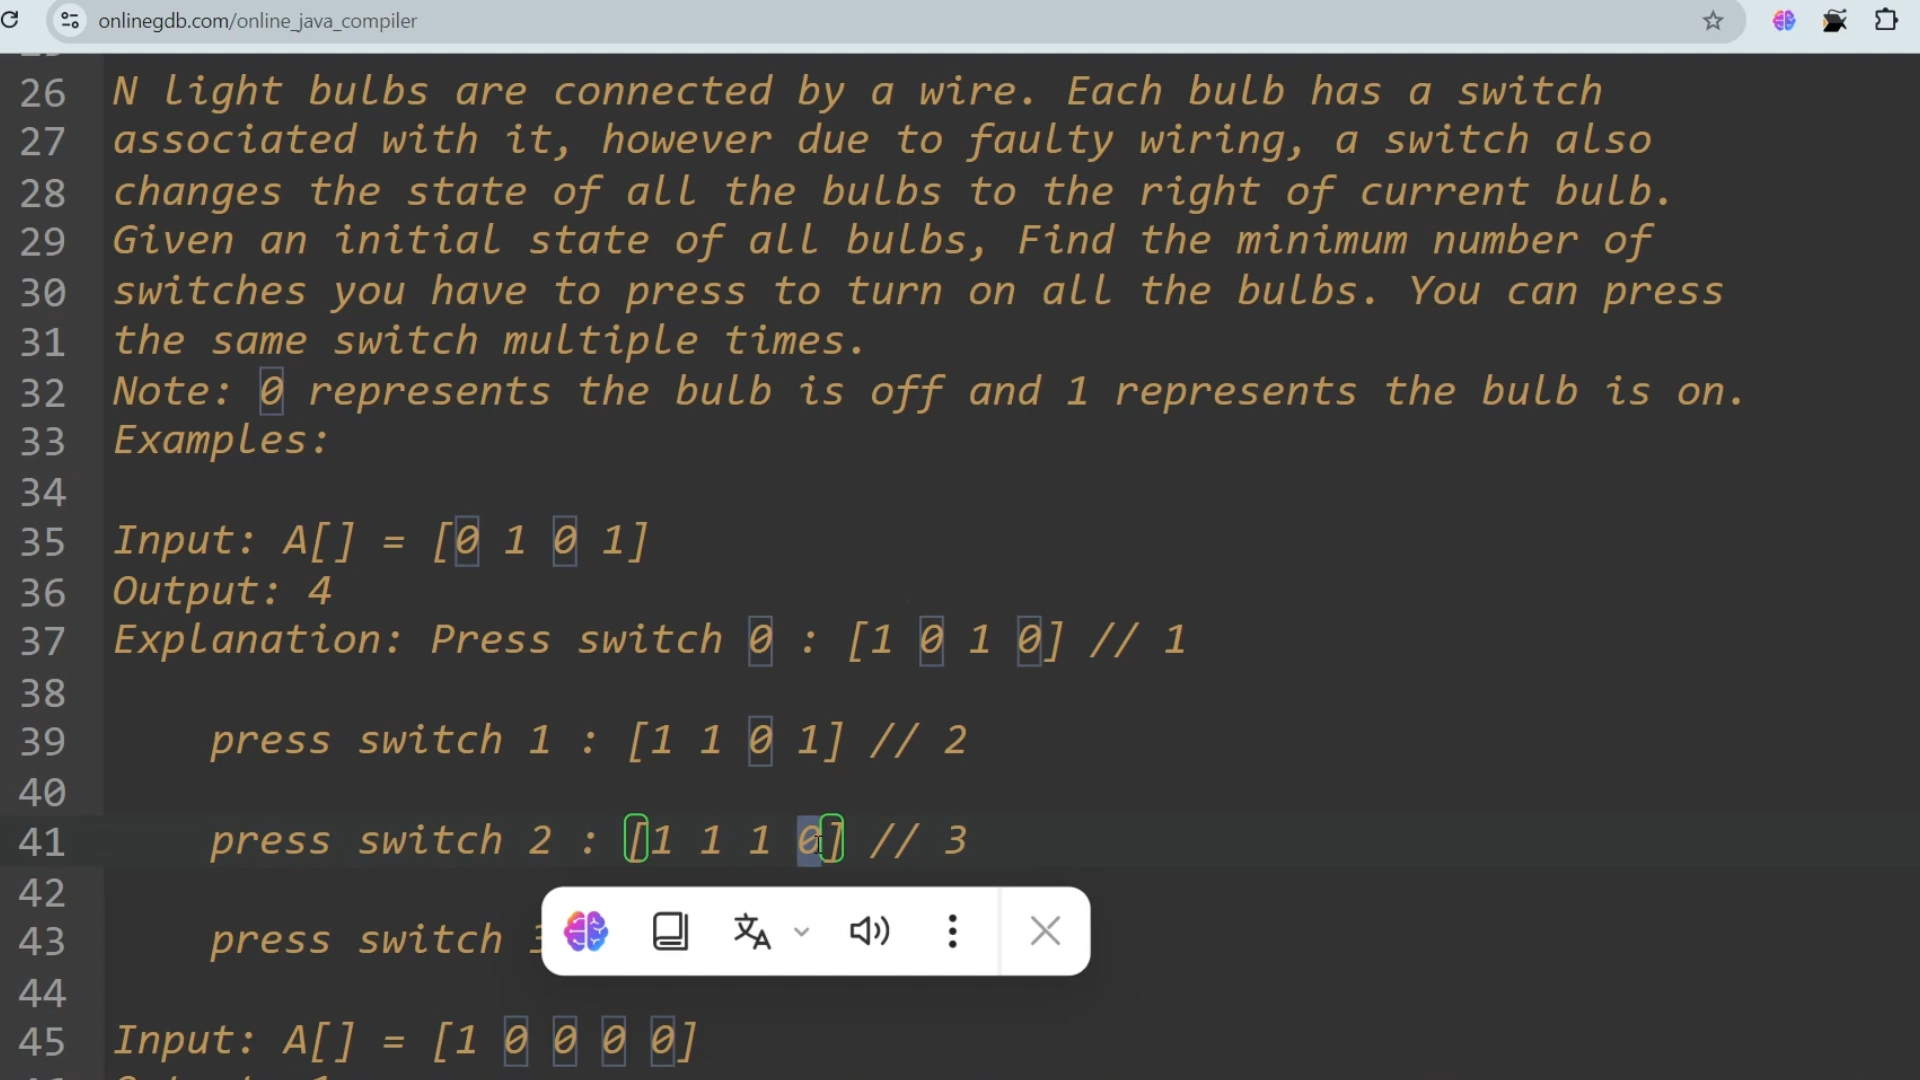 onlinegdb.com/online_java_compiler
26 N light bulbs are connected by a wire. Each bulb has a switch
27 associated with it, however due to faulty wiring, a switch also
28 changes the state of all the bulbs to the right of current bulb.
29 Given an initial state of all bulbs, Find the minimum number of
30 switches you have to press to turn on all the bulbs. You can press
31 the same switch multiple times.
32 Note: 0 represents the bulb is off and 1 represents the bulb is on.
33 Examples:
34
35 Input: A[] = [0 1 0 1]
36 Output: 4
37 Explanation: Press switch 0 : [1 0 1 0] // 1
38
39 press switch 1 : [1 1 0 1] // 2
40
41 press switch 2 : [1 1 1 0] // 3
42
43 press switch
44
45 Input: A[] = [1 0 0 0 0]